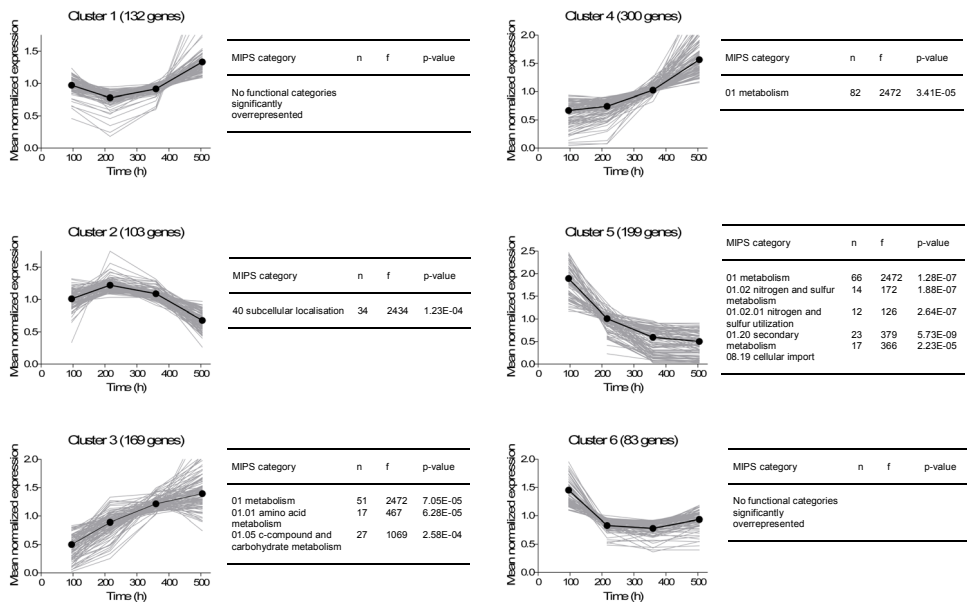 Cluster 1 (132 genes)
Mean normalized expression
1.5
1.0
0.5
0.0
0 100 200 300 400 500
Time (h)
MIPS category n f p-value
No functional categories
significantly
overrepresented
Cluster 4 (300 genes)
Mean normalized expression
2.0
1.5
1.0
0.5
0.0
0 100 200 300 400 500
Time (h)
MIPS category n f p-value
01 metabolism 82 2472 3.41E-05
Cluster 2 (103 genes)
Mean normalized expression
1.5
1.0
0.5
0.0
0 100 200 300 400 500
Time (h)
MIPS category n f p-value
40 subcellular localisation 34 2434 1.23E-04
Cluster 5 (199 genes)
Mean normalized expression
2.5
2.0
1.5
1.0
0.5
0.0
0 100 200 300 400 500
Time (h)
MIPS category n f p-value
01 metabolism 66 2472 1.28E-07
01.02 nitrogen and sulfur 14 172 1.88E-07
metabolism
01.02.01 nitrogen and 12 126 2.64E-07
sulfur utilization
01.20 secondary 23 379 5.73E-09
metabolism 17 366 2.23E-05
08.19 cellular import
Cluster 3 (169 genes)
Mean normalized expression
2.0
1.5
1.0
0.5
0.0
0 100 200 300 400 500
Time (h)
MIPS category n f p-value
01 metabolism 51 2472 7.05E-05
01.01 amino acid 17 467 6.28E-05
metabolism
01.05 c-compound and 27 1069 2.58E-04
carbohydrate metabolism
Cluster 6 (83 genes)
Mean normalized expression
2.0
1.5
1.0
0.5
0.0
0 100 200 300 400 500
Time (h)
MIPS category n f p-value
No functional categories
significantly
overrepresented